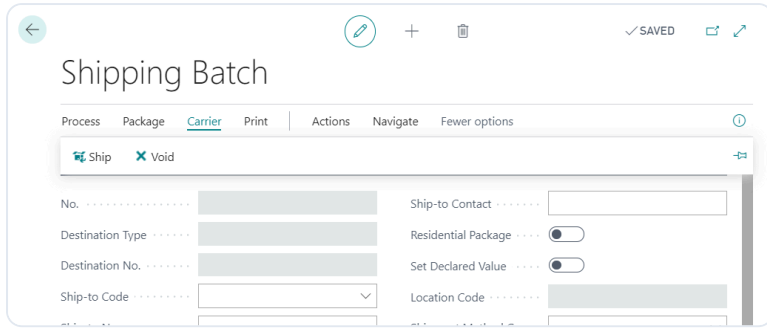 SAVED
Shipping Batch
Process Package Carrier Print Actions Navigate Fewer options
Ship Void
No. Ship-to Contact
Destination Type Residential Package
Destination No. Set Declared Value
Ship-to Code Location Code